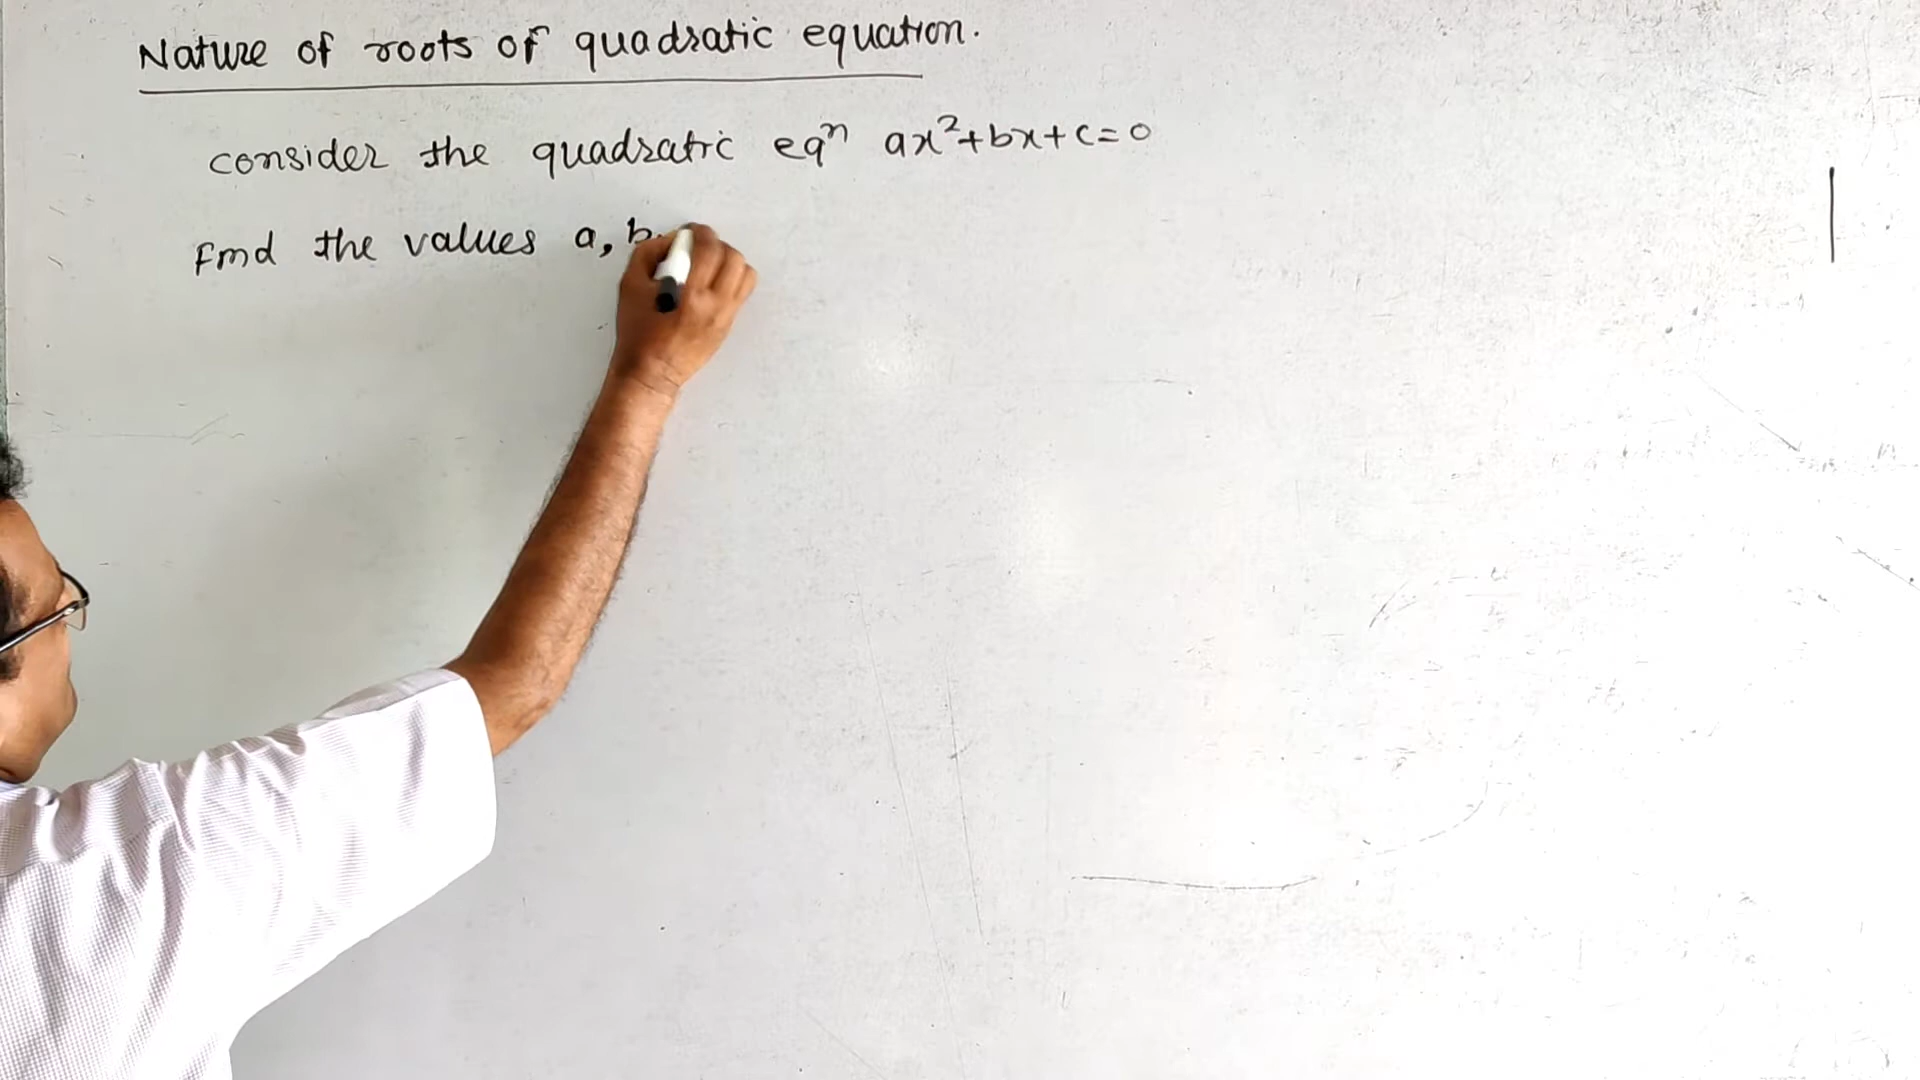 Nature of roots of quadratic equation.
consider the quadratic eqⁿ ax²+bx+c=0
Find the values a, b